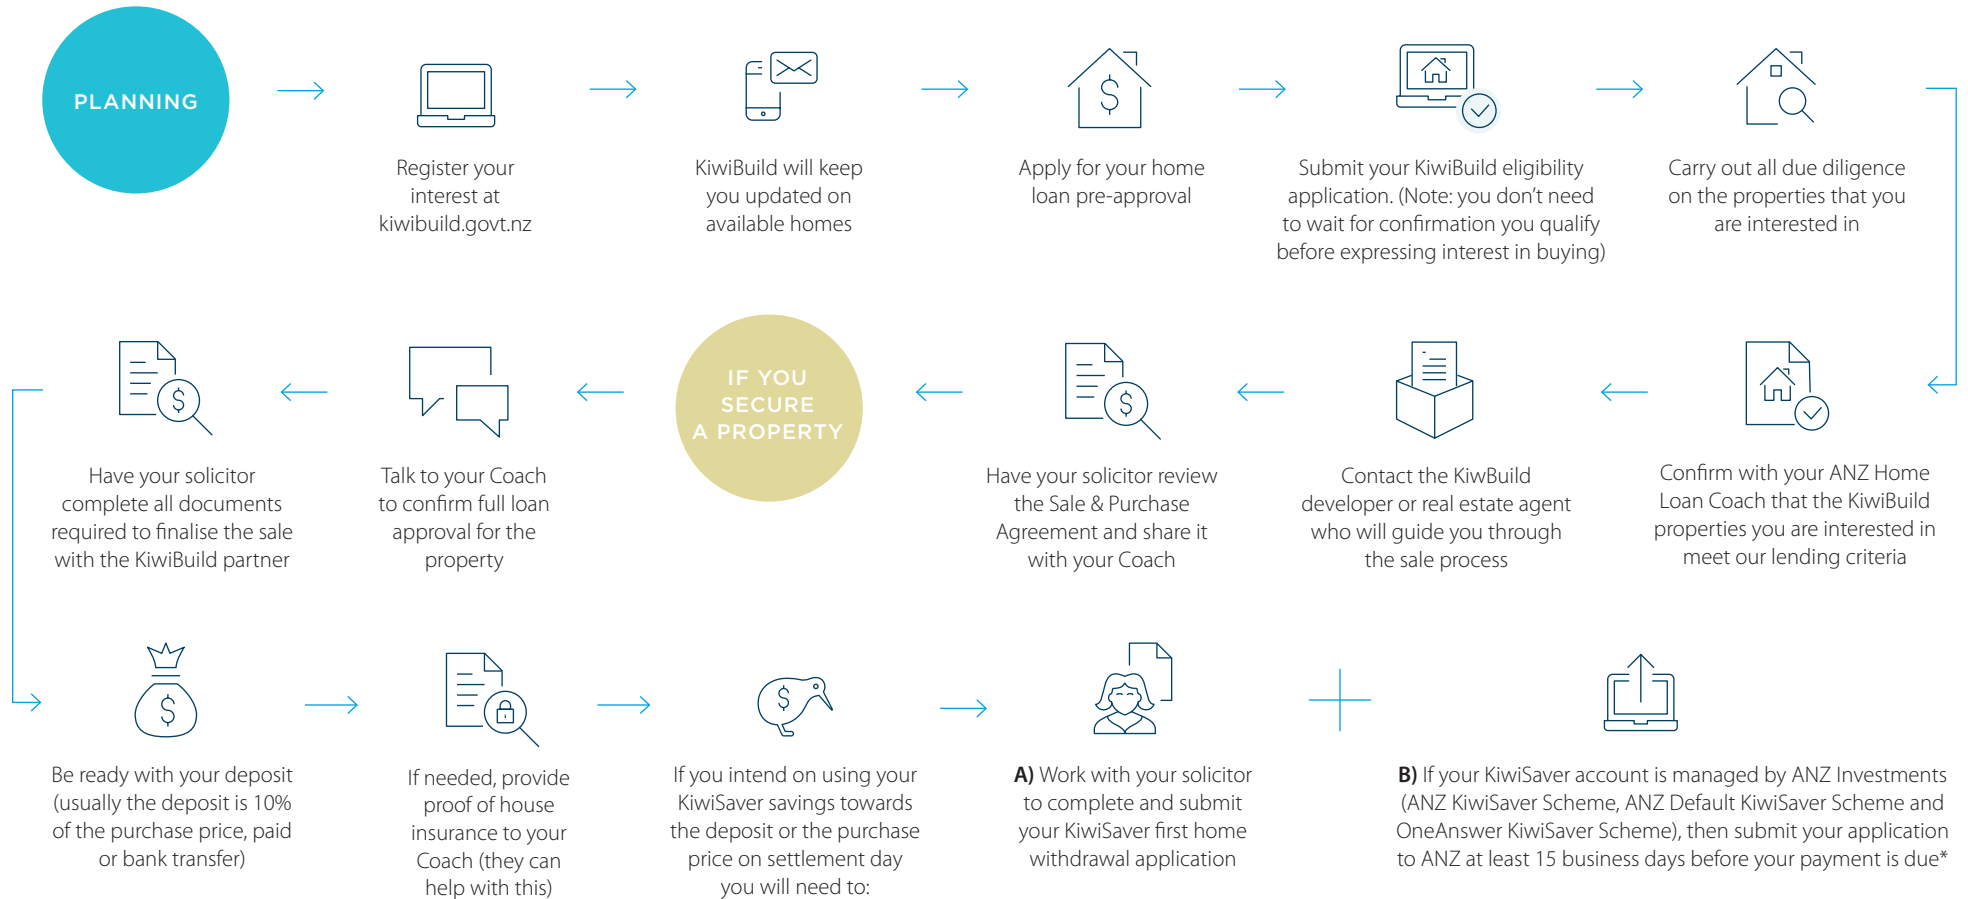 PLANNING
Register your
interest at
kiwibuild.govt.nz
KiwiBuild will keep
you updated on
available homes
Apply for your home
loan pre-approval
Submit your KiwiBuild eligibility
application. (Note: you don't need
to wait for confirmation you qualify
before expressing interest in buying)
Carry out all due diligence
on the properties that you
are interested in
Confirm with your ANZ Home
Loan Coach that the KiwiBuild
properties you are interested in
meet our lending criteria
Contact the KiwBuild
developer or real estate agent
who will guide you through
the sale process
Have your solicitor review
the Sale & Purchase
Agreement and share it
with your Coach
IF YOU
SECURE
A PROPERTY
Talk to your Coach
to confirm full loan
approval for the
property
Have your solicitor
complete all documents
required to finalise the sale
with the KiwiBuild partner
Be ready with your deposit
(usually the deposit is 10%
of the purchase price, paid
or bank transfer)
If needed, provide
proof of house
insurance to your
Coach (they can
help with this)
If you intend on using your
KiwiSaver savings towards
the deposit or the purchase
price on settlement day
you will need to:
A) Work with your solicitor
to complete and submit
your KiwiSaver first home
withdrawal application
B) If your KiwiSaver account is managed by ANZ Investments
(ANZ KiwiSaver Scheme, ANZ Default KiwiSaver Scheme and
OneAnswer KiwiSaver Scheme), then submit your application
to ANZ at least 15 business days before your payment is due*